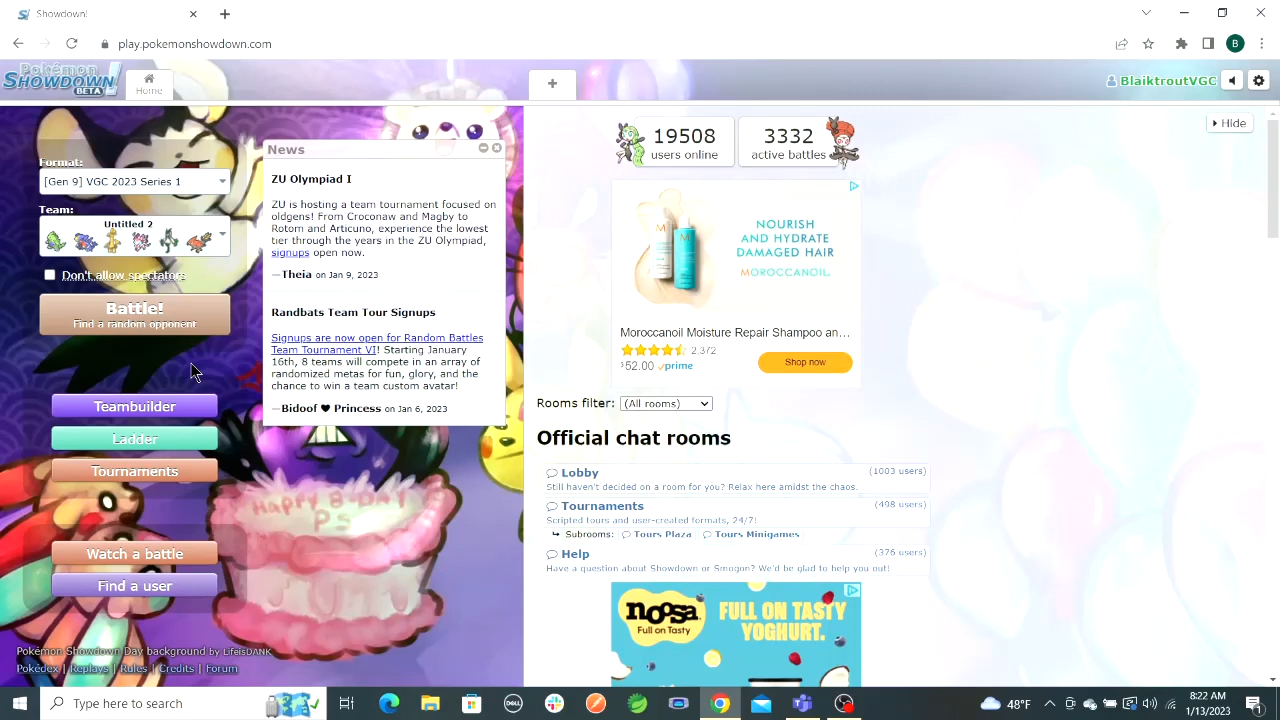 Showdown!
play.pokemonshowdown.com
B
Pokémon
SHOWDOWN!
BETA
Home
BlaiktroutVGC
Format:
[Gen 9] VGC 2023 Series 1
Team:
Untitled 2
Don't allow spectators
Battle!
Find a random opponent
Teambuilder
Ladder
Tournaments
Watch a battle
Find a user
Pokémon Showdown Day background by LifeisDANK
Pokédex | Replays | Rules | Credits | Forum
News
ZU Olympiad I
ZU is hosting a team tournament focused on
oldgens! From Croconaw and Magby to
Rotom and Articuno, experience the lowest
tier through the years in the ZU Olympiad,
signups open now.
—Theia on Jan 9, 2023
Randbats Team Tour Signups
Signups are now open for Random Battles
Team Tournament VI! Starting January
16th, 8 teams will compete in an array of
randomized metas for fun, glory, and the
chance to win a team custom avatar!
—Bidoof ♥ Princess on Jan 6, 2023
19508
users online
3332
active battles
Hide
NOURISH
AND HYDRATE
DAMAGED HAIR
MOROCCANOIL.
Moroccanoil Moisture Repair Shampoo an...
2,372
$52.00 prime
Shop now
Rooms filter: (All rooms)
Official chat rooms
Lobby (1003 users)
Still haven't decided on a room for you? Relax here amidst the chaos.
Tournaments (498 users)
Scripted tours and user-created formats, 24/7!
Subrooms: Tours Plaza Tours Minigames
Help (376 users)
Have a question about Showdown or Smogon? We'd be glad to help you out!
noosa
Full on Tasty
FULL ON TASTY
YOGHURT.
Type here to search
DELL
48°F
8:22 AM
1/13/2023